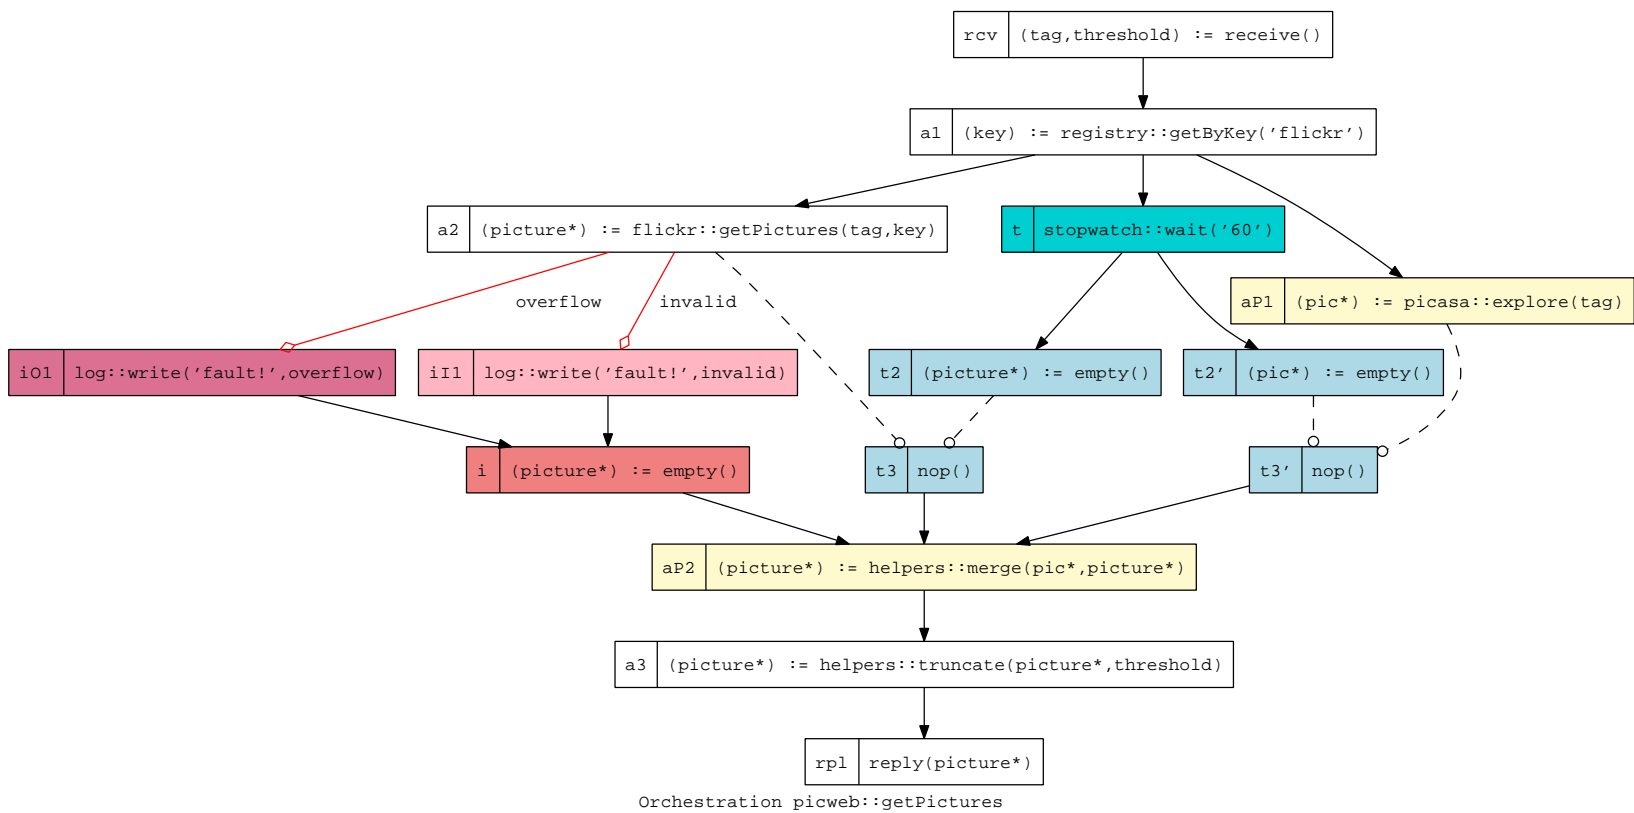 rcv (tag,threshold) := receive()
a1 (key) := registry::getByKey(’flickr’)
a2 (picture*) := flickr::getPictures(tag,key)
t stopwatch::wait(’60’)
aP1 (pic*) := picasa::explore(tag)
overflow
invalid
iO1 log::write(’fault!’,overflow)
iI1 log::write(’fault!’,invalid)
t2 (picture*) := empty()
t2’ (pic*) := empty()
i (picture*) := empty()
t3 nop()
t3’ nop()
aP2 (picture*) := helpers::merge(pic*,picture*)
a3 (picture*) := helpers::truncate(picture*,threshold)
rpl reply(picture*)
Orchestration picweb::getPictures